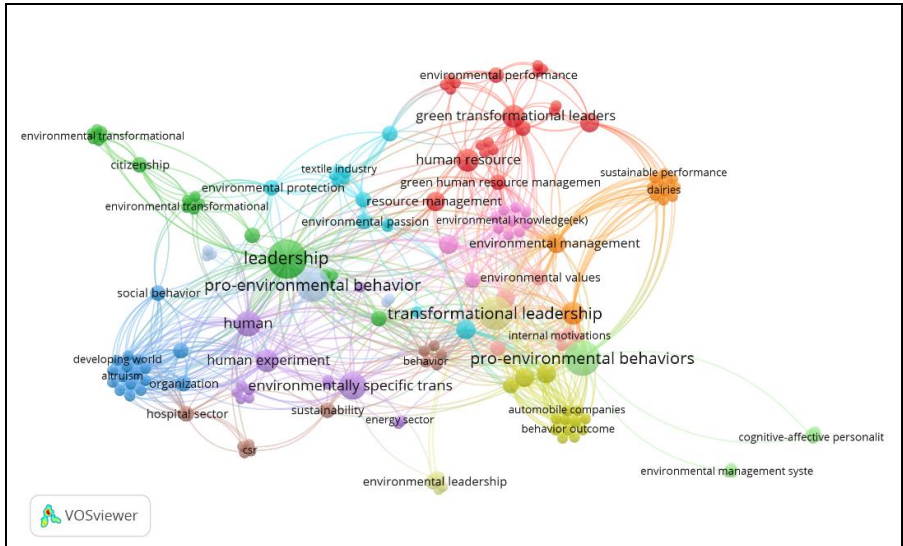 environmental performance
green transformational leaders
environmental transformational
citizenship
human resource
textile industry
sustainable performance
environmental protection
green human resource managemen
dairies
environmental transformational
resource management
environmental passion
environmental knowledge(ek)
environmental management
leadership
pro-environmental behavior
environmental values
social behavior
transformational leadership
human
internal motivations
developing world
human experiment
behavior
pro-environmental behaviors
altruism
organization
environmentally specific trans
hospital sector
sustainability
energy sector
automobile companies
behavior outcome
cognitive-affective personalit
csr
environmental management syste
environmental leadership
VOSviewer